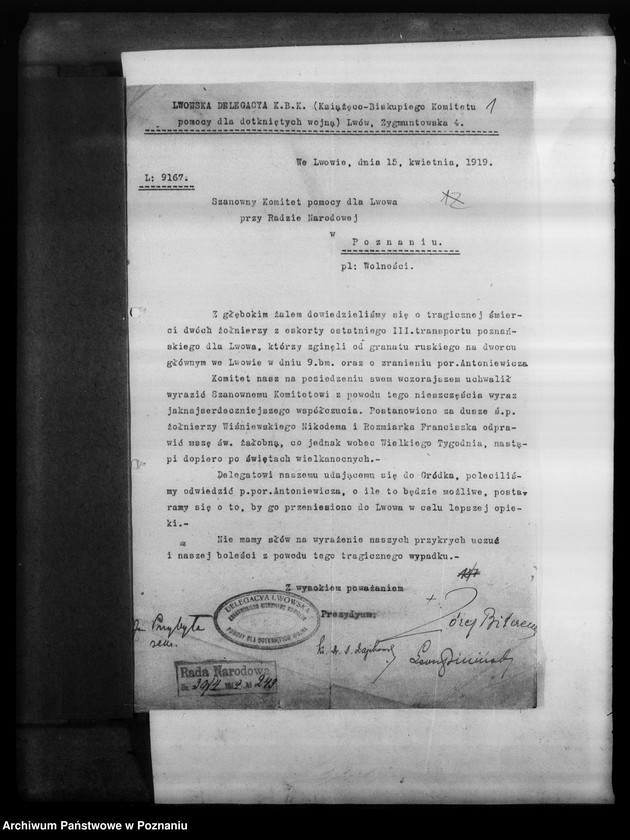 LWOWSKA DELEGACYA K.B.K. (Książęco-Biskupiego Komitetu 1
pomocy dla dotkniętych wojną) Lwów, Zygmuntowska 4.
We Lwowie, dnia 15, kwietnia, 1919.
L: 9167.
Szanowny Komitet pomocy dla Lwowa
przy Radzie Narodowej
w
Poznaniu.
pl: Wolności.
Z głębokim żalem dowiedzieliśmy się o tragicznej śmier-
ci dwóch żołnierzy z eskorty ostatniego III.transportu poznań-
skiego dla Lwowa, którzy zginęli od granatu ruskiego na dworcu
głównym we Lwowie w dniu 9.bm. oraz o zranieniu por.Antoniewicza
Komitet nasz na posiedzeniu swem wczorajszem uchwalił
wyrazić Szanownemu Komitetowi z powodu tego nieszczęścia wyraz
jaknajserdeczniejszego współczucia. Postanowiono za dusze ś.p.
żołnierzy Wiśniewskiego Nikodema i Rozmiarka Franciszka odpra-
wić mszę św. żałobną, co jednak wobec Wielkiego Tygodnia, nastą-
pi dopiero po świętach wielkanocnych.-
Delegatowi naszemu udającemu się do Gródka, poleciliś-
my odwiedzić p.por.Antoniewicza, o ile to będzie możliwe, posta-
ramy się o to, by go przeniesiono do Lwowa w celu lepszej opie-
ki.-
Nie mamy słów na wyrażenie naszych przykrych uczuć
i naszej boleści z powodu tego tragicznego wypadku.-
Z wysokiem poważaniem
DELEGACYA LWOWSKA
POMOCY DLA DOTKNIĘTYCH WOJNĄ
Prezydyum:
Przybyła
sekr.
Rada Narodowa
Archiwum Państwowe w Poznaniu